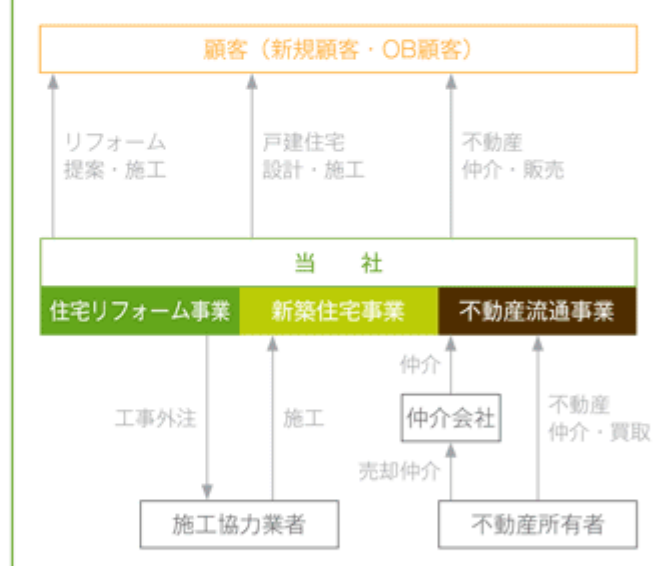 顧客（新規顧客・OB顧客）
リフォーム
提案・施工
戸建住宅
設計・施工
不動産
仲介・販売
当　社
住宅リフォーム事業
新築住宅事業
不動産流通事業
仲介
工事外注
施工
仲介会社
不動産
仲介・買取
売却仲介
施工協力業者
不動産所有者